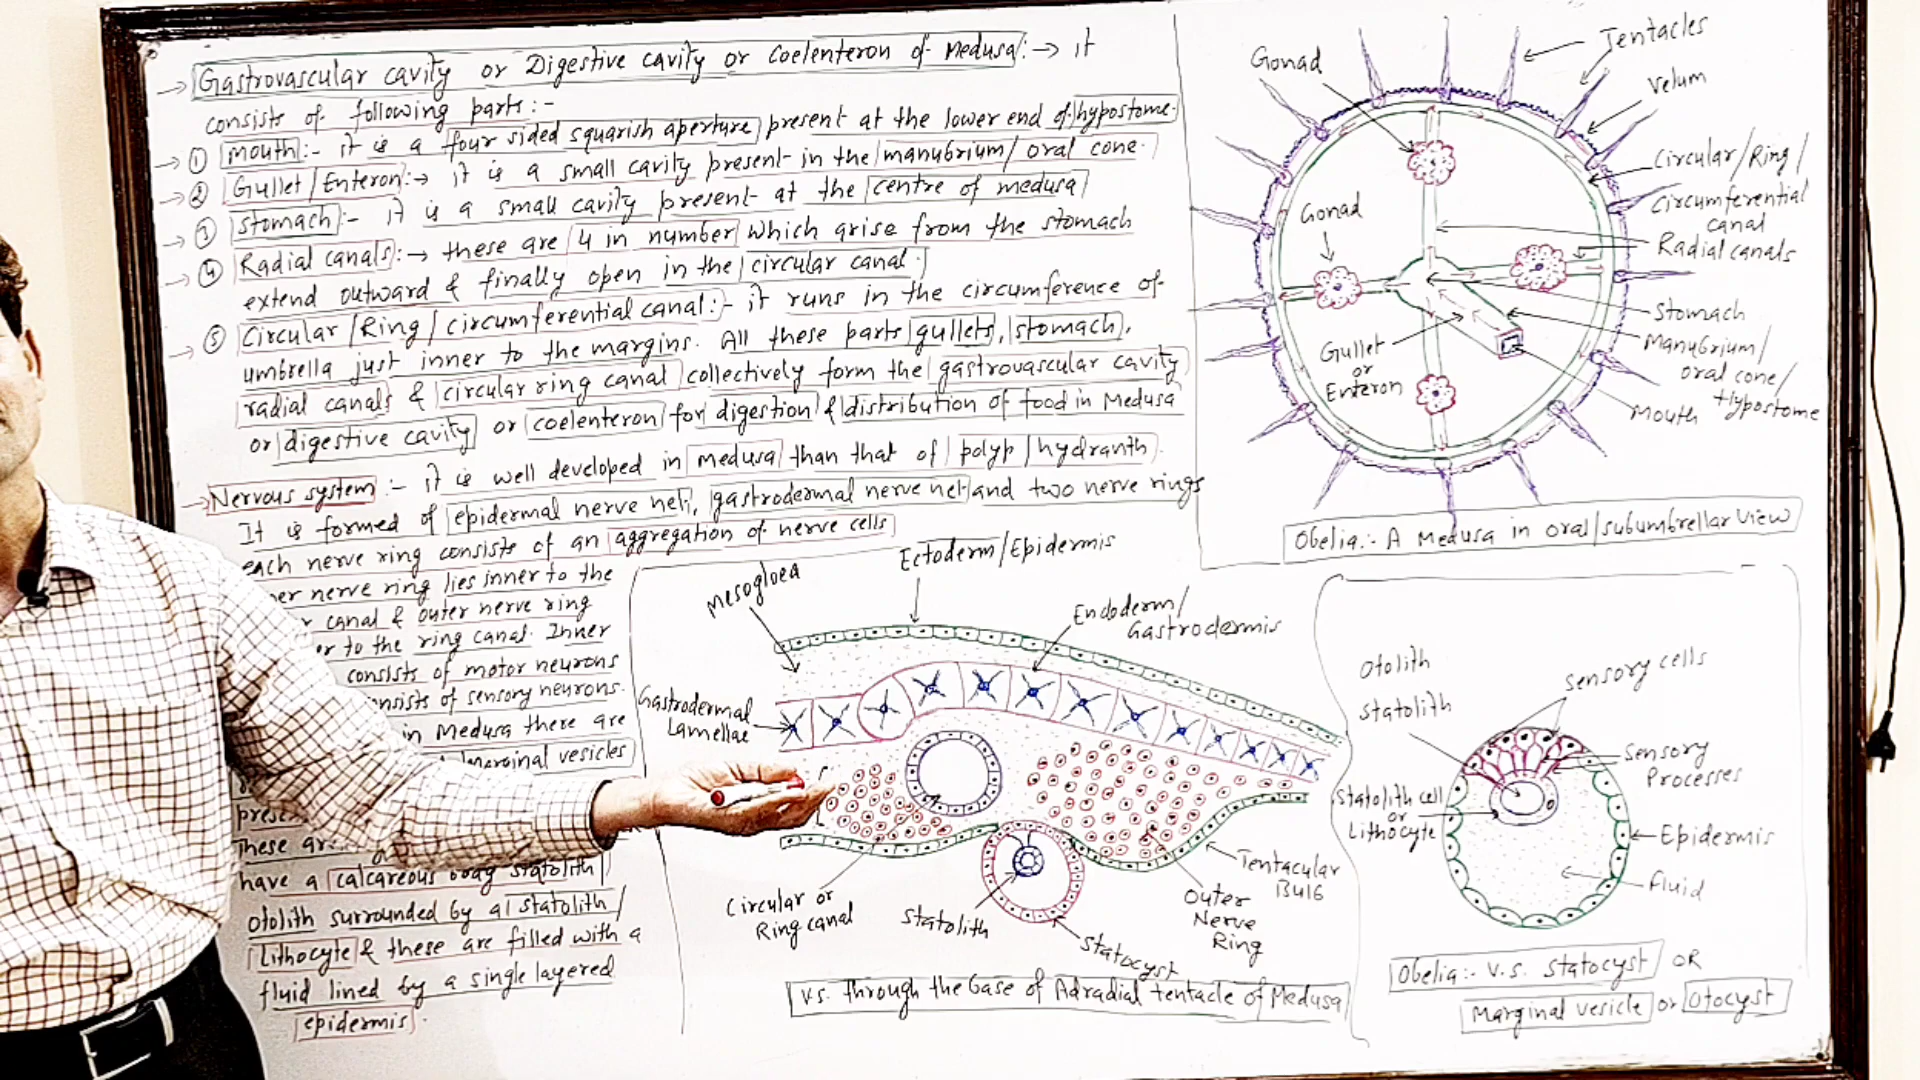 → Gastrovascular cavity or Digestive cavity or Coelenteron of Medusa:→ it
consists of following parts:-
→ ① Mouth:- it is a four sided squarish aperture present at the lower end of hypostome.
→ ② Gullet/Enteron:→ it is a small cavity present in the manubrium/oral cone.
→ ③ Stomach:- it is a small cavity present at the centre of medusa
→ ④ Radial canals:→ these are 4 in number which arise from the stomach
extend outward & finally open in the circular canal.
→ ⑤ Circular/Ring/circumferential canal:- it runs in the circumference of
umbrella just inner to the margins. All these parts gullets, stomach,
radial canals & circular ring canal collectively form the gastrovascular cavity
or digestive cavity or coelenteron for digestion & distribution of food in Medusa
→ Nervous system:- it is well developed in medusa than that of polyp/hydranth.
It is formed of epidermal nerve net, gastrodermal nerve net and two nerve rings
each nerve ring consists of an aggregation of nerve cells
ner nerve ring lies inner to the
canal & outer nerve ring
to the ring canal. Inner
consists of motor neurons
consists of sensory neurons.
in Medusa there are
marginal vesicles
These
have a calcareous body statolith/
otolith surrounded by a statolith/
Lithocyte & these are filled with a
fluid lined by a single layered
epidermis.
Gonad
Tentacles
Velum
Circular/Ring/
Circumferential
canal
Gonad
Radial canals
Stomach
Manubrium/
oral cone/
Hypostome
Gullet
or
Enteron
Mouth
Obelia:- A Medusa in oral/subumbrellar view
Mesogloea
Ectoderm/Epidermis
Endoderm/
Gastrodermis
Gastrodermal
Lamellae
Circular or
Ring canal
Statolith
Statocyst
Outer
Nerve
Ring
Tentacular
Bulb
V.S. through the base of Adradial tentacle of Medusa
Otolith
Statolith
Sensory cells
Sensory
Processes
Statolith cell
or
Lithocyte
Epidermis
fluid
Obelia:- V.S. Statocyst OR
Marginal vesicle or Otocyst